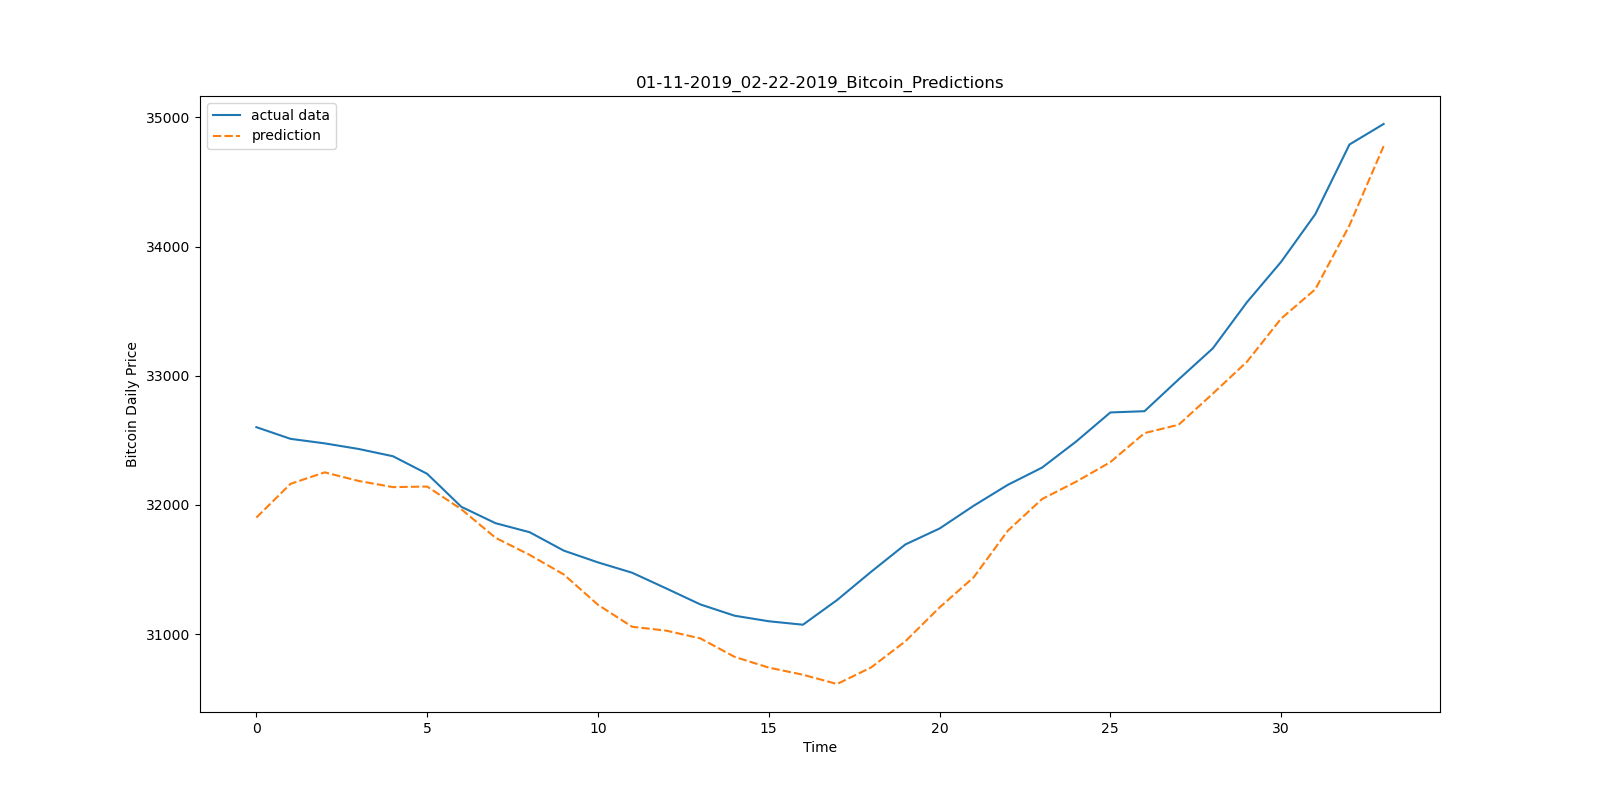 01-11-2019_02-22-2019_Bitcoin_Predictions
actual data
prediction
35000
34000
33000
32000
31000
Bitcoin Daily Price
0 5 10 15 20 25 30
Time